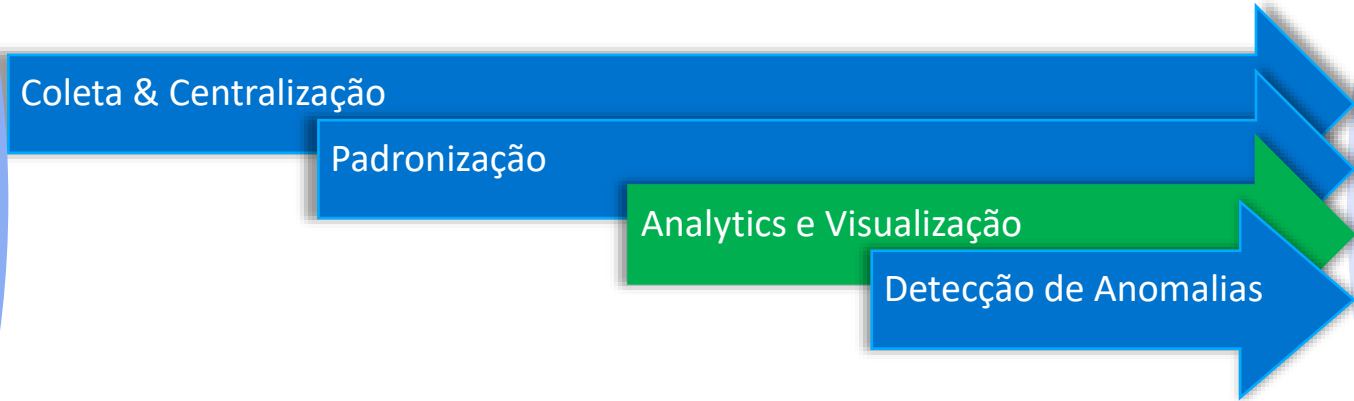 Coleta & Centralização
Padronização
Analytics e Visualização
Detecção de Anomalias